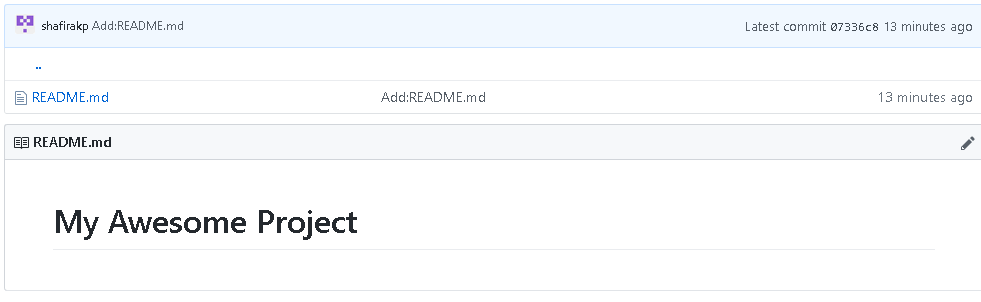 shafirakp Add:README.md Latest commit 07336c8 13 minutes ago
..
README.md Add:README.md 13 minutes ago
README.md
My Awesome Project